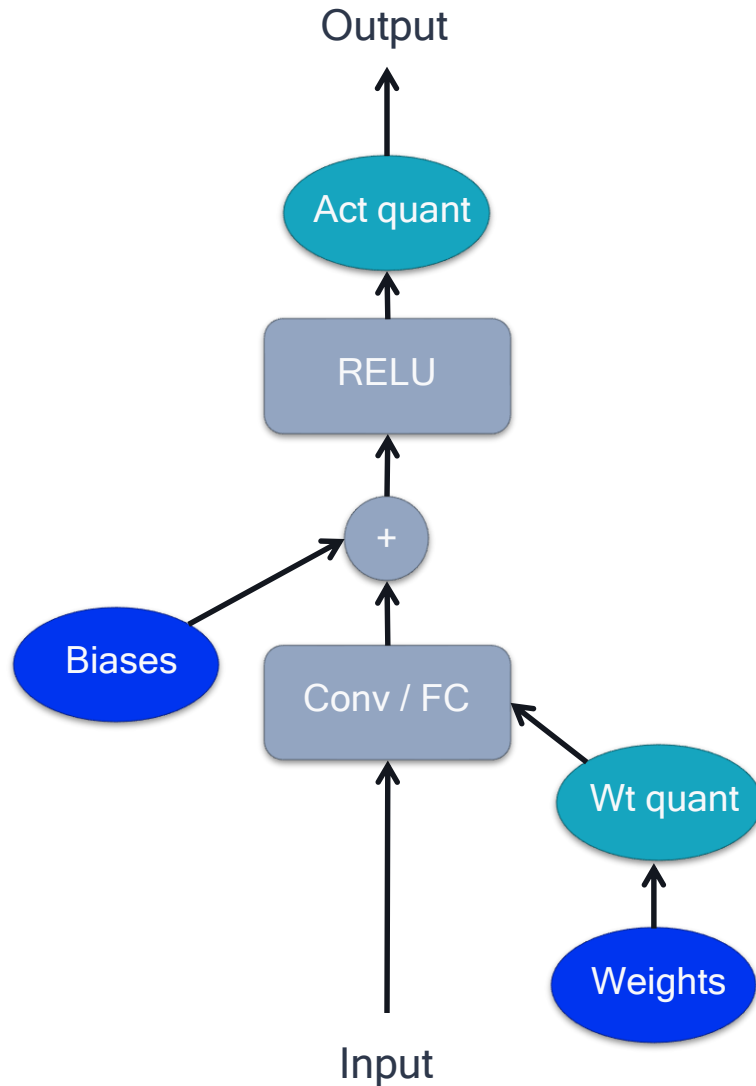 Output
Act quant
RELU
+
Biases
Conv / FC
Wt quant
Weights
Input